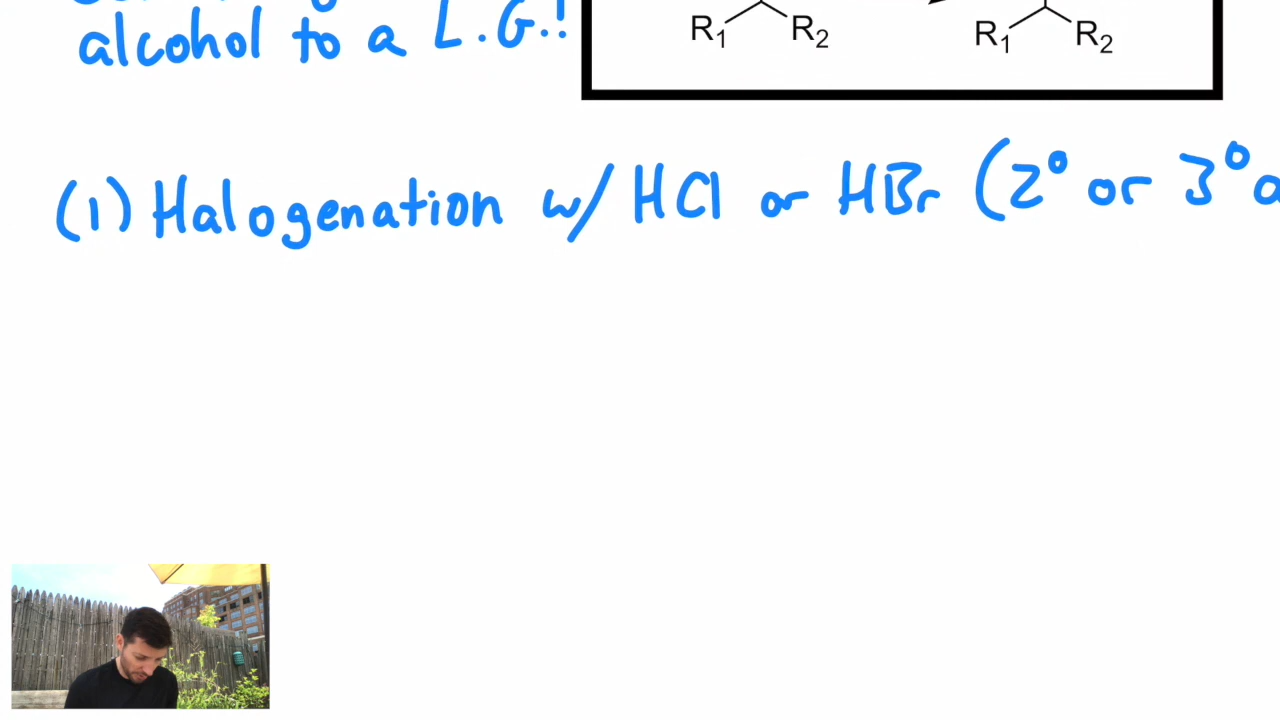 alcohol to a L.G.!
R1 R2 R1 R2
(1) Halogenation w/ HCl or HBr (2° or 3°